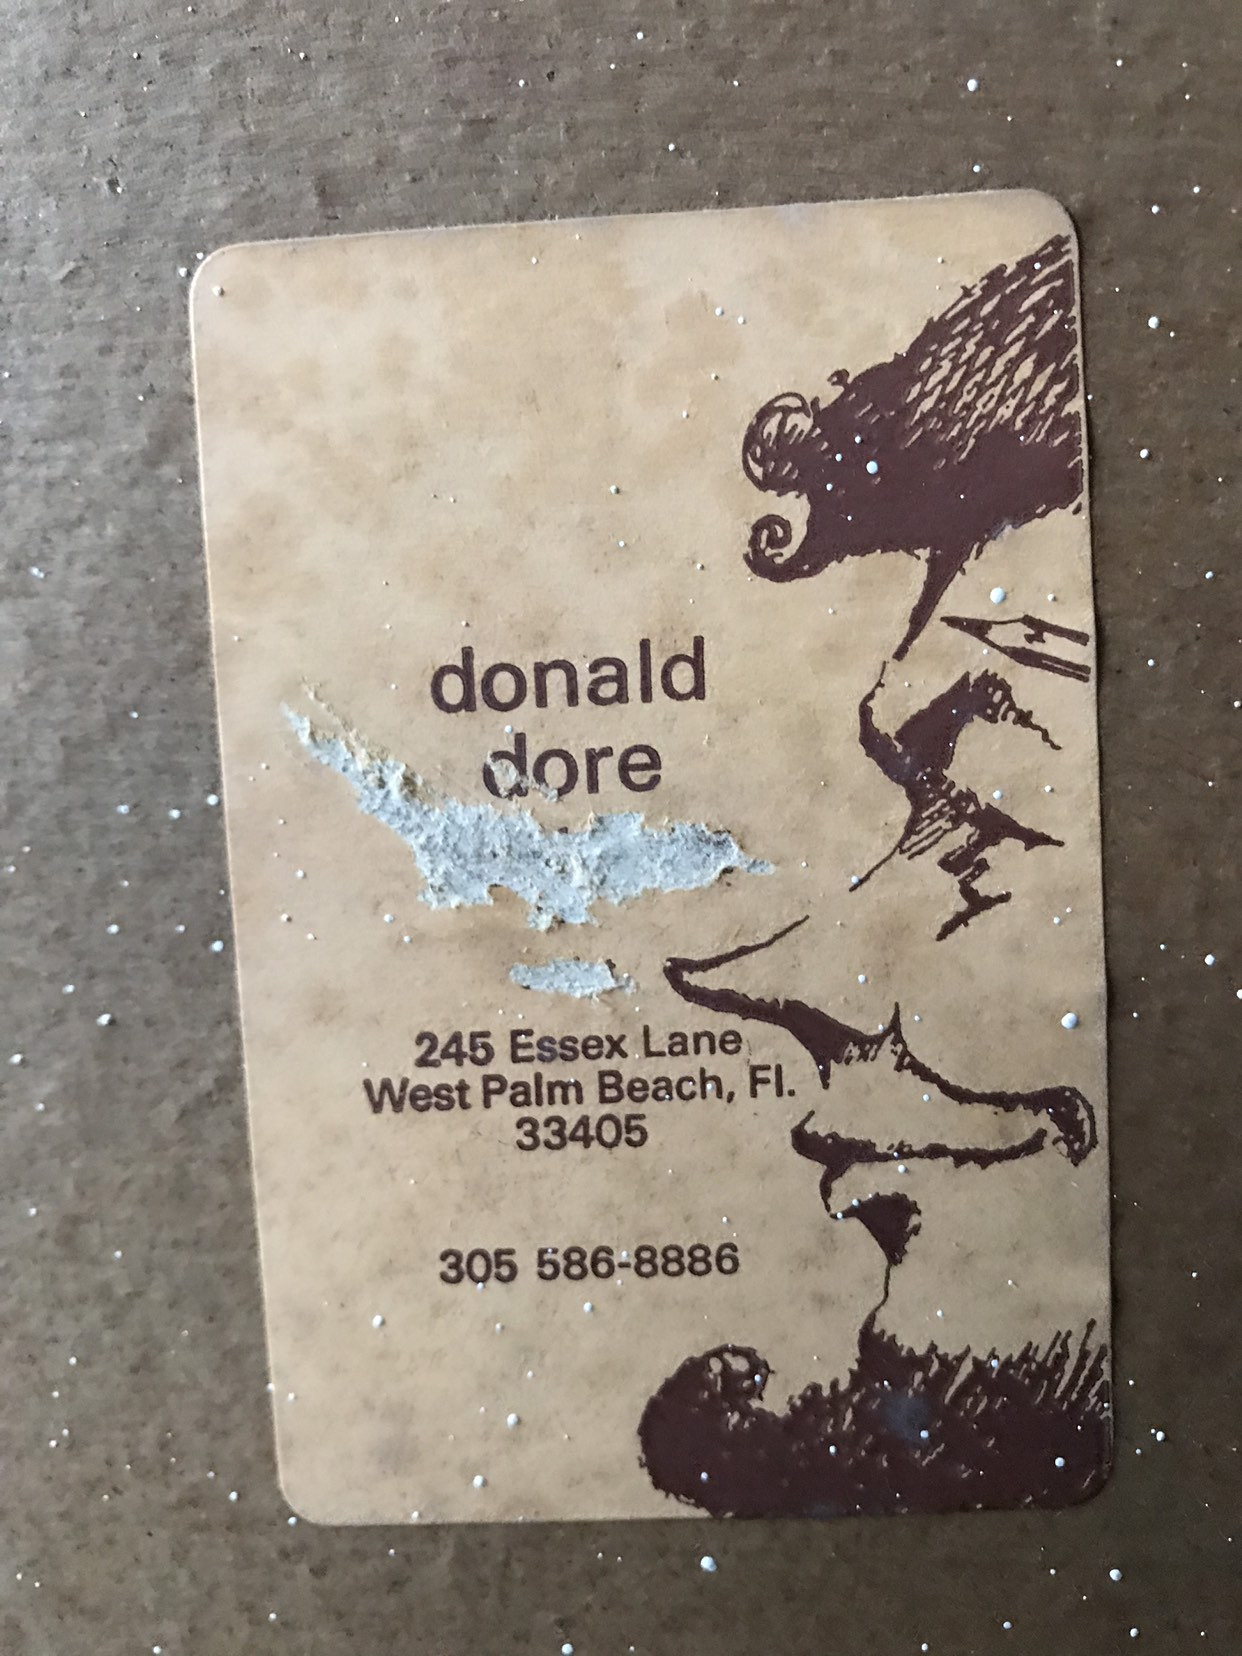 donald
dore
245 Essex Lane
West Palm Beach, Fl.
33405
305 586-8886